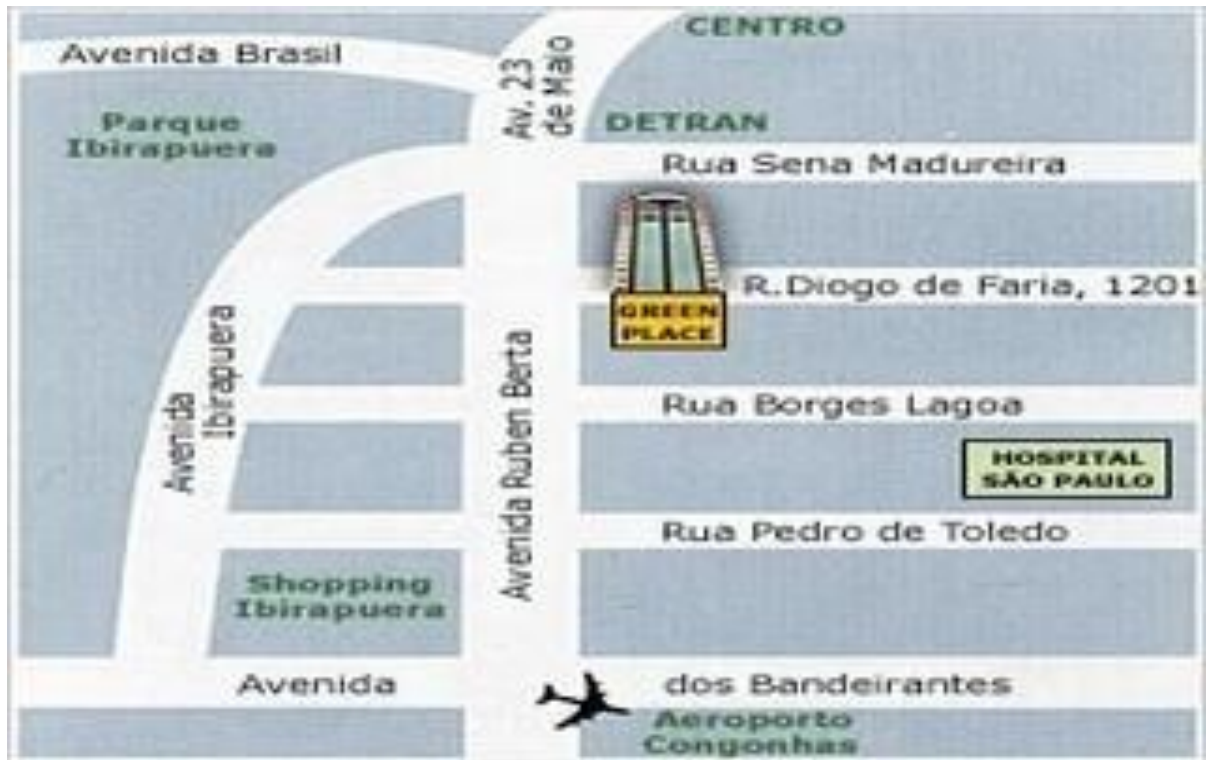 CENTRO
Avenida Brasil
Av. 23
de Maio
Parque
Ibirapuera
DETRAN
Rua Sena Madureira
R.Diogo de Faria, 1201
GREEN
PLACE
Avenida
Ibirapuera
Avenida Ruben Berta
Rua Borges Lagoa
HOSPITAL
SÃO PAULO
Rua Pedro de Toledo
Shopping
Ibirapuera
Avenida dos Bandeirantes
Aeroporto
Congonhas